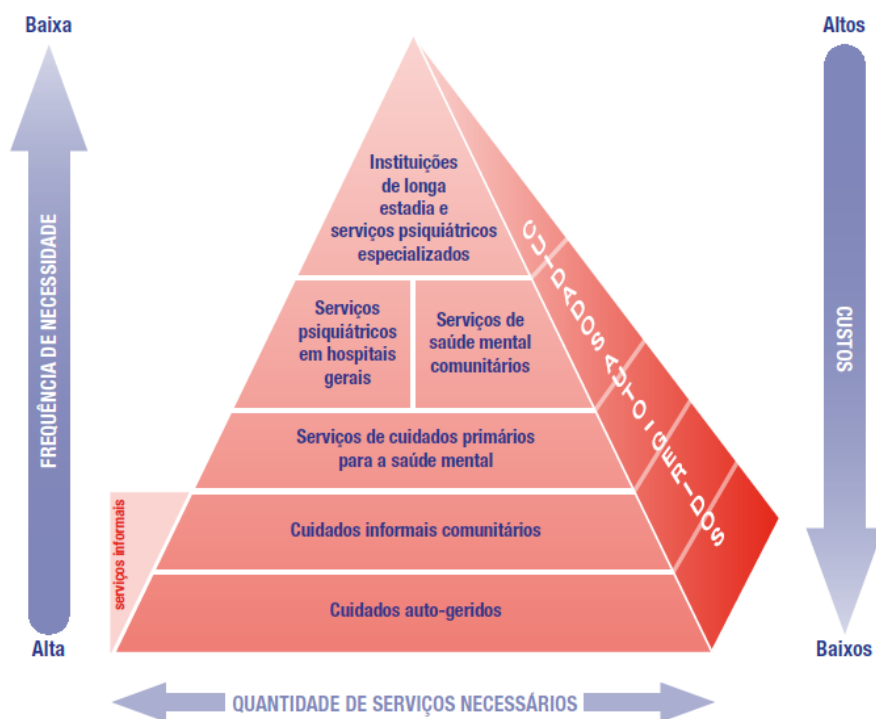 Baixa
Altos
Instituições
de longa
estadia e
serviços psiquiátricos
especializados
CUIDADOS AUTO IGERIDOS
FREQUÊNCIA DE NECESSIDADE
CUSTOS
Serviços
psiquiátricos
em hospitais
gerais
Serviços de
saúde mental
comunitários
Serviços de cuidados primários
para a saúde mental
serviços informais
Cuidados informais comunitários
Cuidados auto-geridos
Alta
Baixos
QUANTIDADE DE SERVIÇOS NECESSÁRIOS